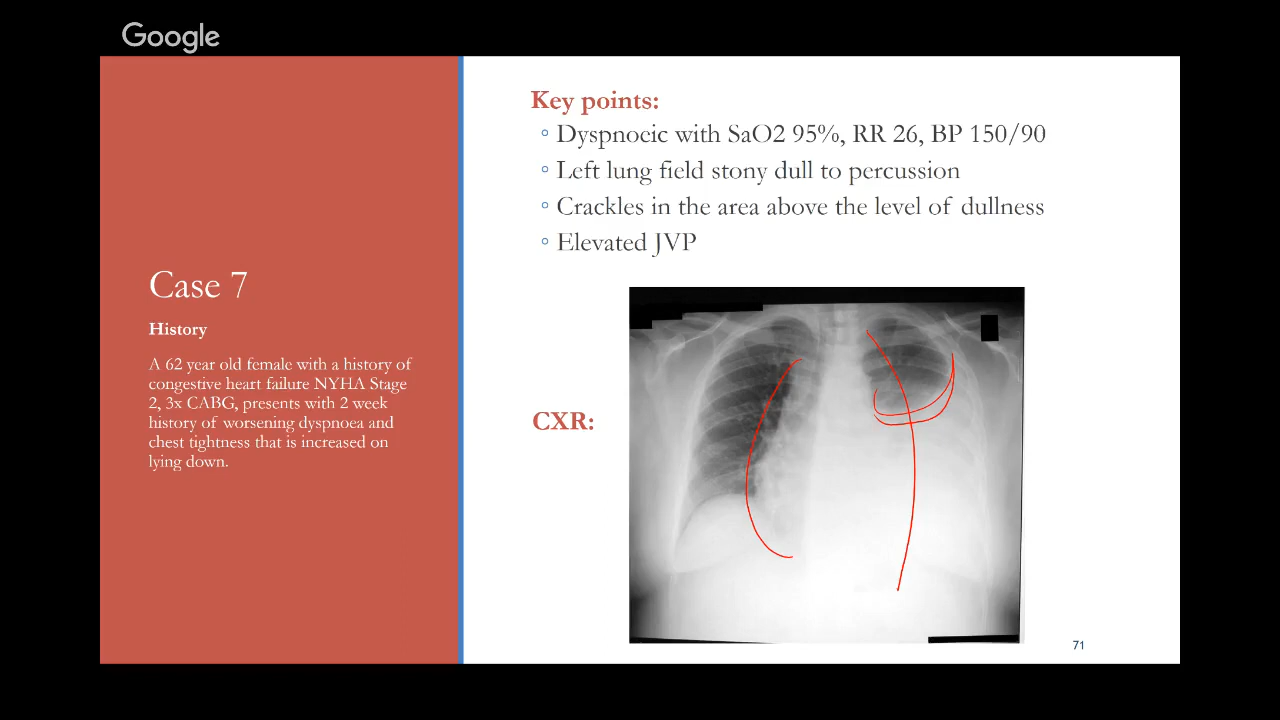 Google
Key points:
Dyspnocic with SaO2 95%, RR 26, BP 150/90
Left lung field stony dull to percussion
Crackles in the area above the level of dullness
Elevated JVP
Case 7
History
A 62 year old female with a history of
congestive heart failure NYHA Stage
2, 3x CABG, presents with 2 week
history of worsening dyspnoea and
chest tightness that is increased on
lying down.
CXR:
71